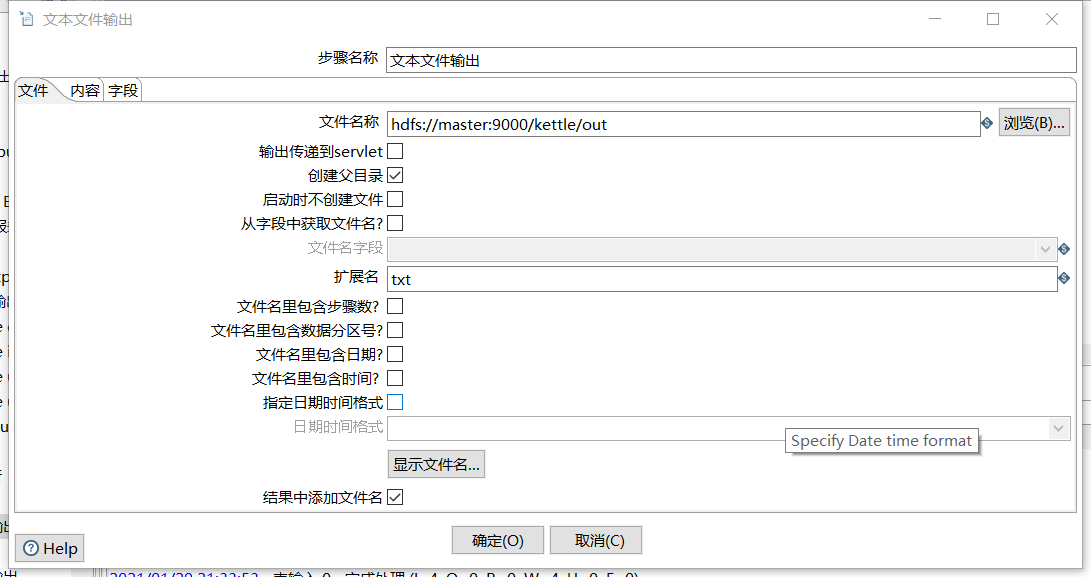 文本文件输出
步骤名称 文本文件输出
文件 内容 字段
文件名称 hdfs://master:9000/kettle/out 浏览(B)...
输出传递到servlet
创建父目录
启动时不创建文件
从字段中获取文件名?
文件名字段
扩展名 txt
文件名里包含步骤数?
文件名里包含数据分区号?
文件名里包含日期?
文件名里包含时间?
指定日期时间格式
日期时间格式
Specify Date time format
显示文件名...
结果中添加文件名
确定(O) 取消(C)
Help